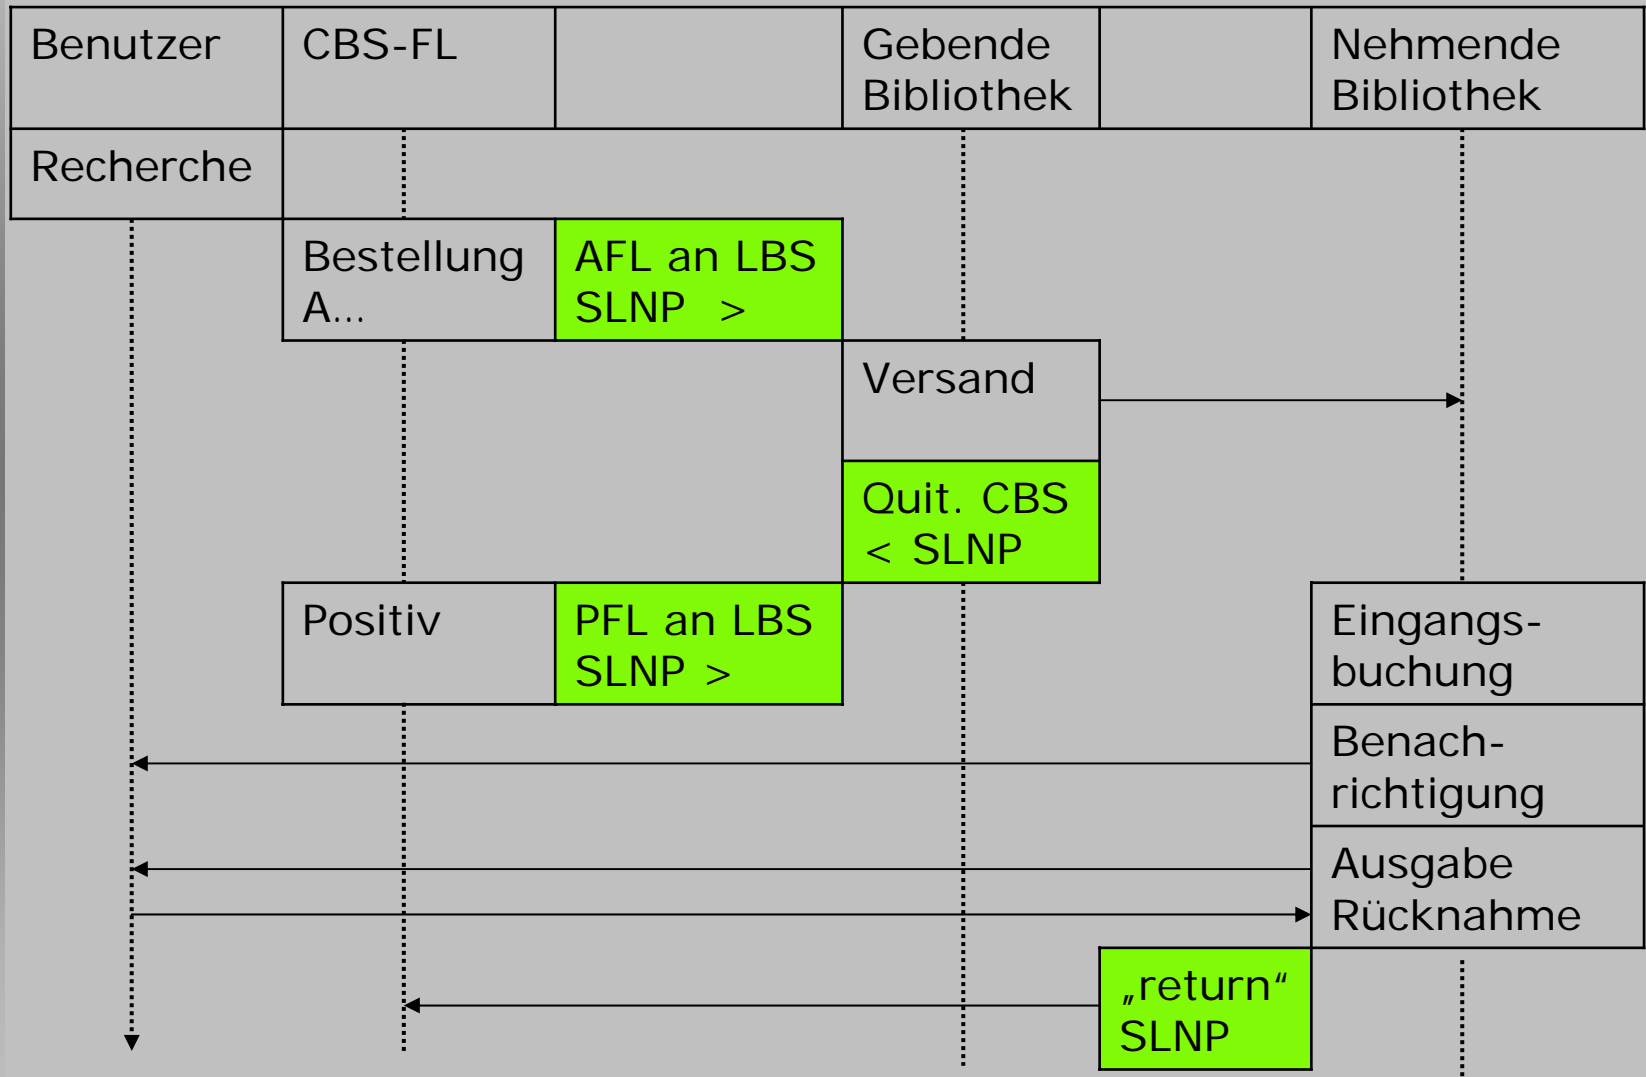 Benutzer
CBS-FL
Gebende
Bibliothek
Nehmende
Bibliothek
Recherche
Bestellung
A...
AFL an LBS
SLNP >
Versand
Quit. CBS
< SLNP
Positiv
PFL an LBS
SLNP >
Eingangs-
buchung
Benach-
richtigung
Ausgabe
Rücknahme
„return“
SLNP